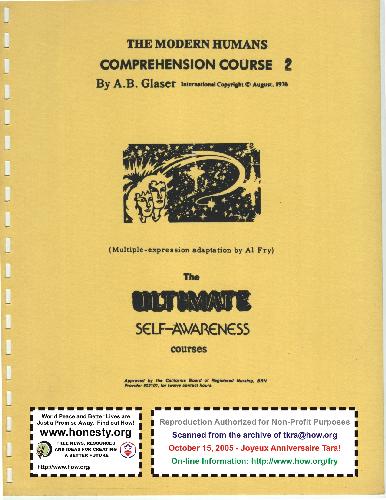 THE MODERN HUMANS
COMPREHENSION COURSE 2
By A.B. Glaser International Copyright © August, 1976
(Multiple-expression adaptation by Al Fry)
The
ULTIMATE
SELF-AWARENESS
courses
Approved by the California Board of Registered Nursing, BRN
Provider for twelve contact hours.
World Peace and Better Lives are
Just a Promise Away. Find out How!
www.honesty.org
FREE NEWS, RESOURCES
AND IDEAS FOR CREATING
A BETTER FUTURE
http://www.how.org/
Reproduction Authorized for Non-Profit Purposes
Scanned from the archive of tkra@how.org
October 15, 2005 - Joyeux Anniversaire Tara!
On-line Information: http://www.how.org/fry